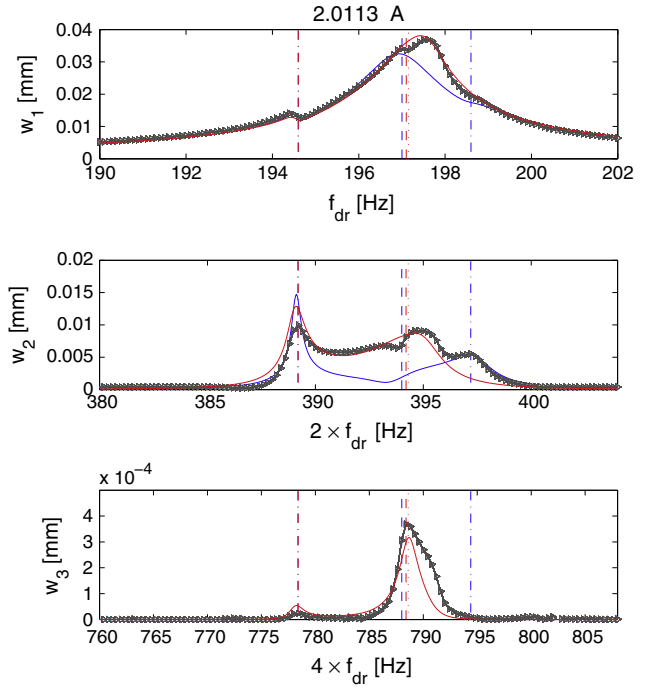 2.0113 A
0.04
0.03
0.02
0.01
0
w1 [mm]
190 192 194 196 198 200 202
fdr [Hz]
0.02
0.015
0.01
0.005
0
w2 [mm]
380 385 390 395 400
2 × fdr [Hz]
x 10⁻⁴
4
3
2
1
0
w3 [mm]
760 765 770 775 780 785 790 795 800 805
4 × fdr [Hz]